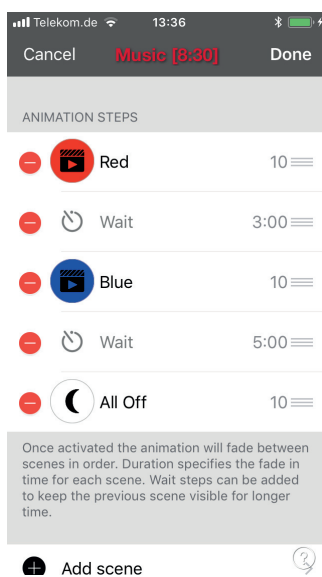 Telekom.de 13:36
Cancel Music [8:30] Done
ANIMATION STEPS
Red 10
Wait 3:00
Blue 10
Wait 5:00
All Off 10
Once activated the animation will fade between
scenes in order. Duration specifies the fade in
time for each scene. Wait steps can be added
to keep the previous scene visible for longer
time.
Add scene
?